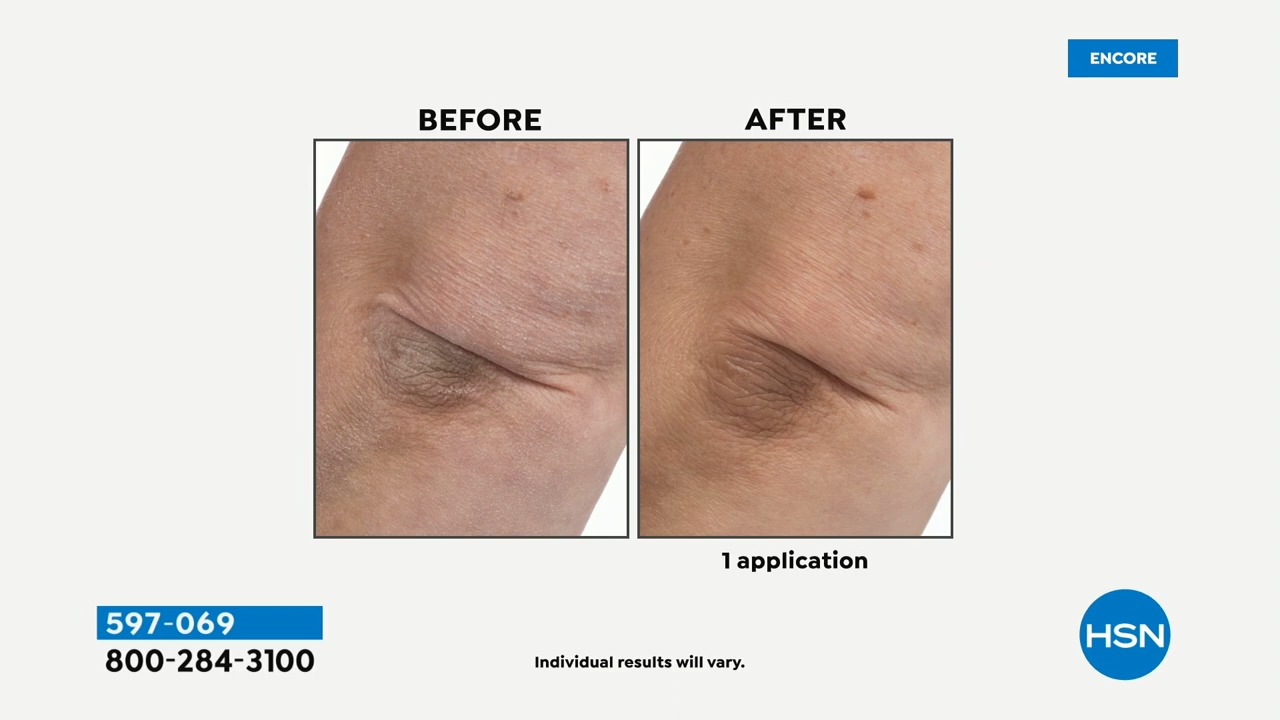 ENCORE
BEFORE
AFTER
1 application
597-069
800-284-3100
Individual results will vary.
HSN